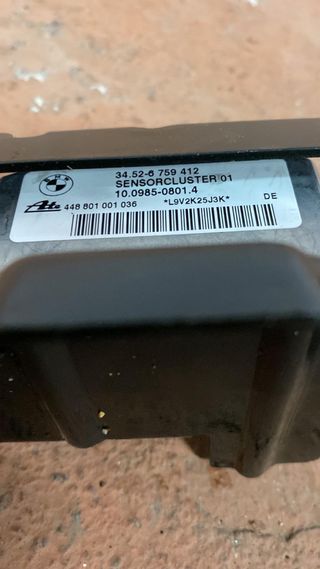 34.52-6 759 412
SENSORCLUSTER 01
10.0985-0801.4
Ate 448 801 001 036 *L9V2K25J3K* DE